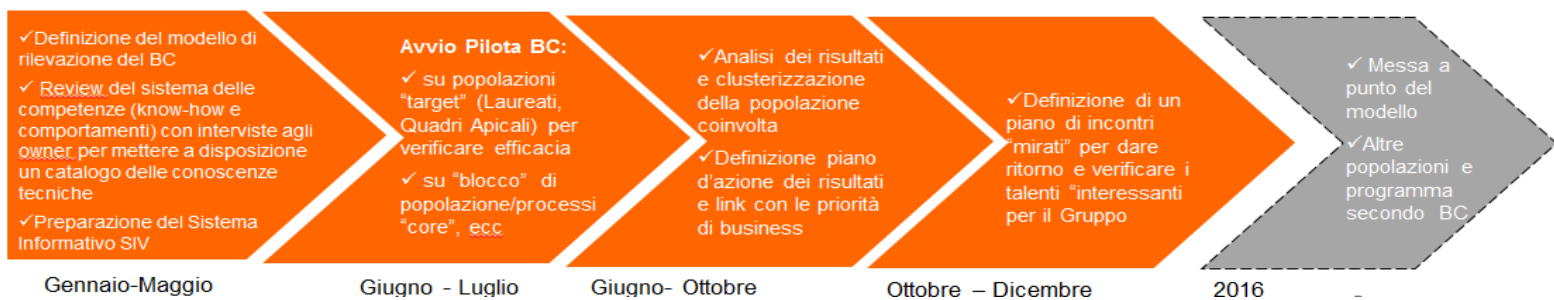 ✓Definizione del modello di
rilevazione del BC
✓ Review del sistema delle
competenze (know-how e
comportamenti) con interviste agli
owner per mettere a disposizione
un catalogo delle conoscenze
tecniche
✓Preparazione del Sistema
Informativo SIV
Avvio Pilota BC:
✓ su popolazioni
"target" (Laureati,
Quadri Apicali) per
verificare efficacia
✓ su "blocco" di
popolazione/processi
"core", ecc
✓Analisi dei risultati
e clusterizzazione
della popolazione
coinvolta
✓Definizione piano
d'azione dei risultati
e link con le priorità
di business
✓Definizione di un
piano di incontri
"mirati" per dare
ritorno e verificare i
talenti "interessanti
per il Gruppo
✓ Messa a
punto del
modello
✓Altre
popolazioni e
programma
secondo BC
Gennaio-Maggio
Giugno - Luglio
Giugno- Ottobre
Ottobre – Dicembre
2016